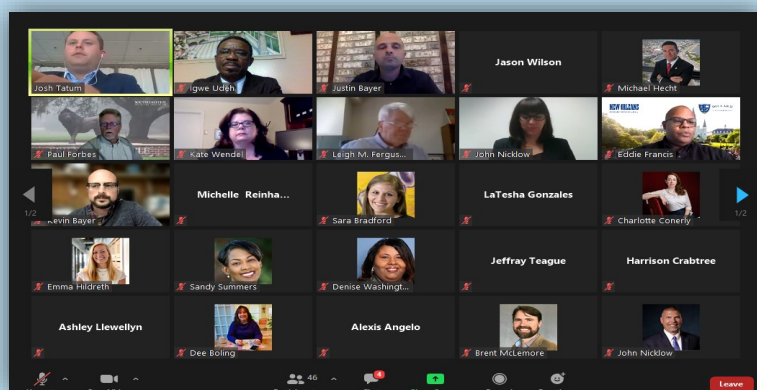 Josh Tatum
Igwe Udeh
Justin Bayer
Jason Wilson
Michael Hecht
Paul Forbes
Kate Wendel
Leigh M. Fergus...
John Nicklow
NEW ORLEANS
Eddie Francis
1/2
Kevin Bayer
Michelle Reinha...
Sara Bradford
LaTesha Gonzales
Charlotte Conerly
1/2
Emma Hildreth
Sandy Summers
Denise Washingt...
Jeffray Teague
Harrison Crabtree
Ashley Llewellyn
Dee Boling
Alexis Angelo
Brent McLemore
John Nicklow
46
4
Leave